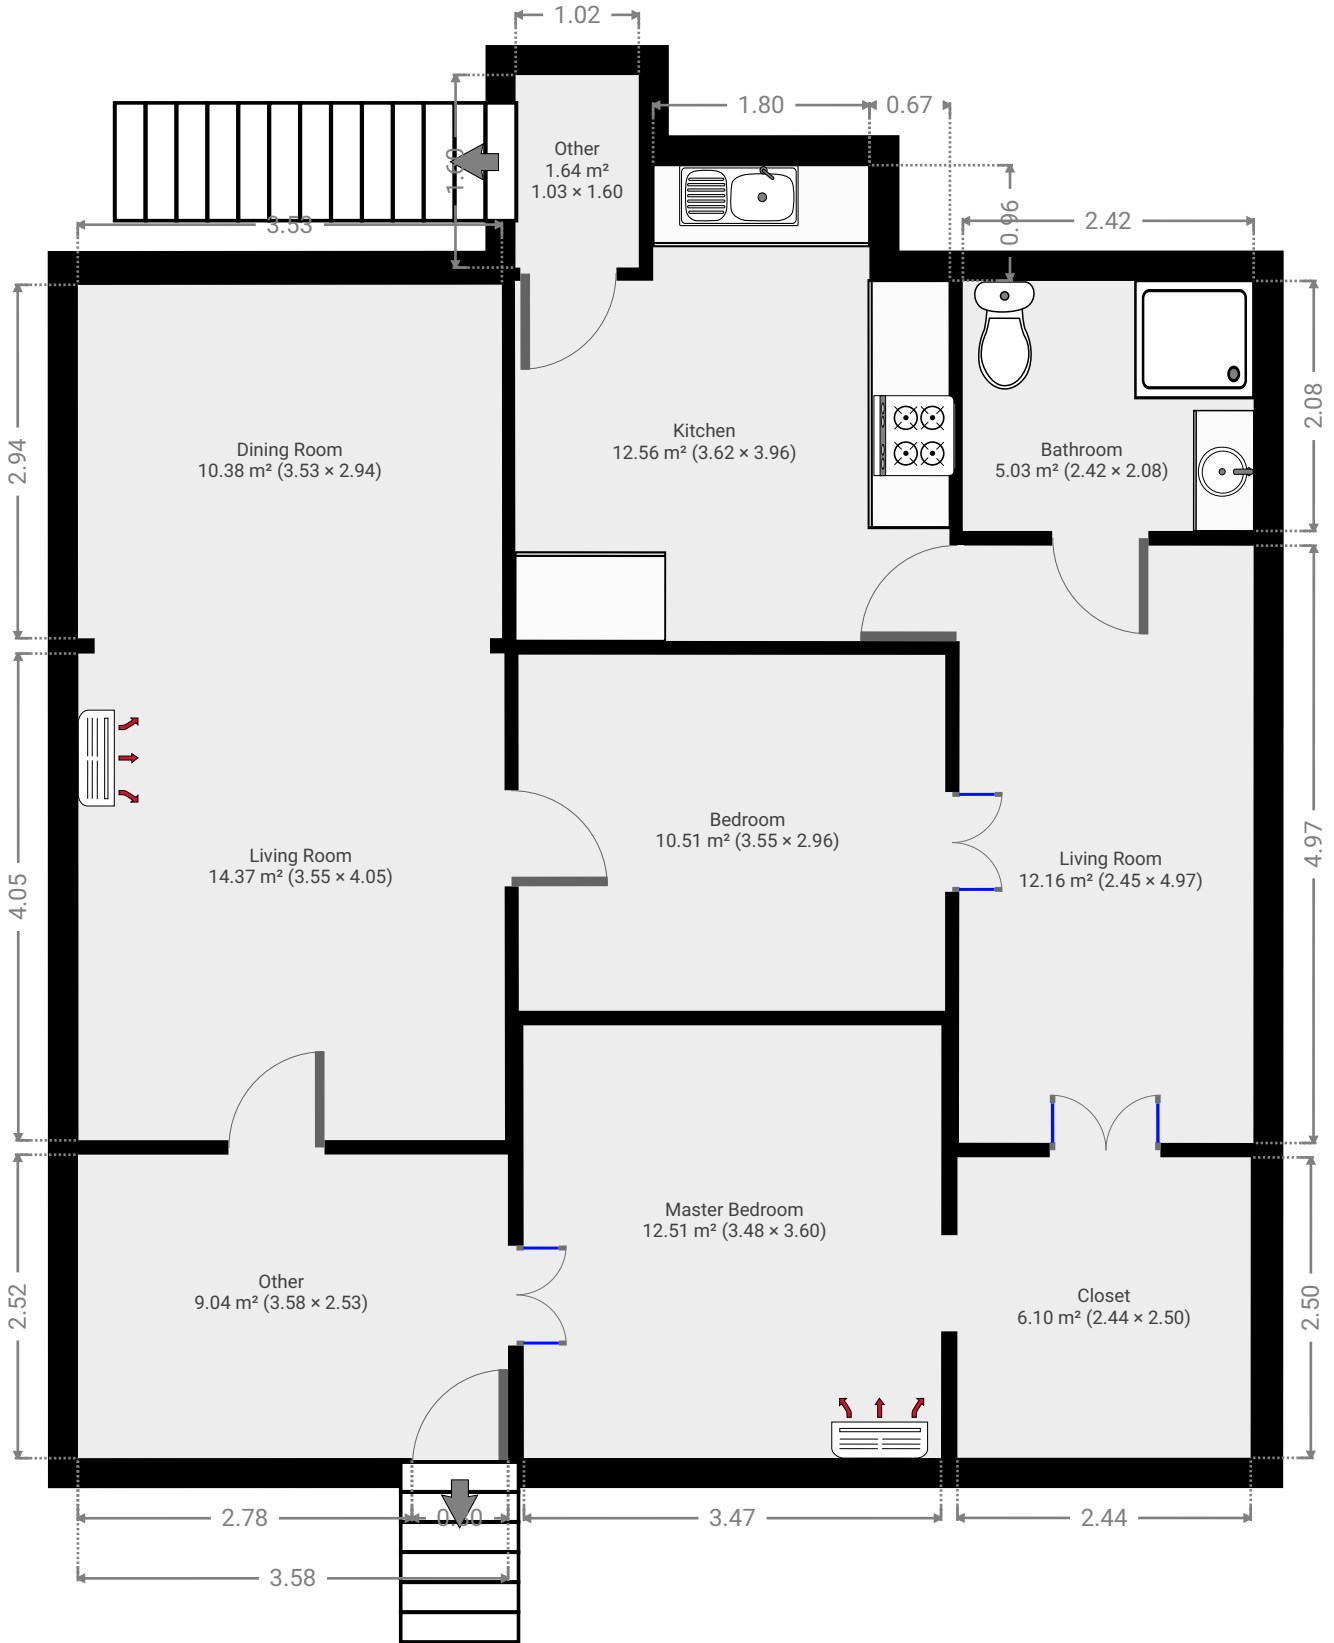 1.02
1.80
0.67
Other
1.64 m²
1.03 × 1.60
1.60
3.53
0.96
2.42
2.94
Dining Room
10.38 m² (3.53 × 2.94)
Kitchen
12.56 m² (3.62 × 3.96)
Bathroom
5.03 m² (2.42 × 2.08)
2.08
4.05
Living Room
14.37 m² (3.55 × 4.05)
Bedroom
10.51 m² (3.55 × 2.96)
Living Room
12.16 m² (2.45 × 4.97)
4.97
2.52
Other
9.04 m² (3.58 × 2.53)
Master Bedroom
12.51 m² (3.48 × 3.60)
Closet
6.10 m² (2.44 × 2.50)
2.50
2.78
0.80
3.47
2.44
3.58